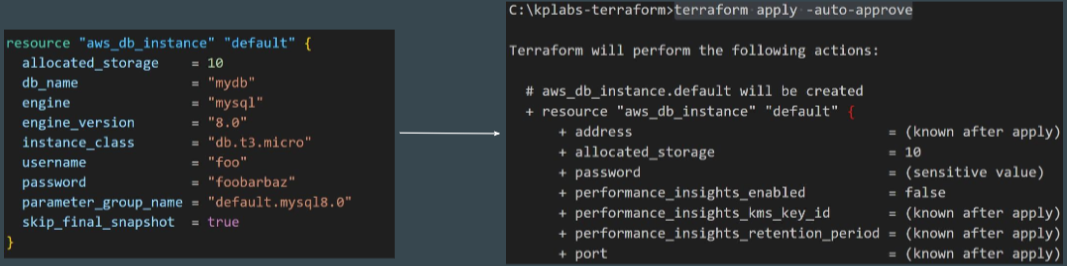 resource "aws_db_instance" "default" {
  allocated_storage    = 10
  db_name              = "mydb"
  engine               = "mysql"
  engine_version       = "8.0"
  instance_class       = "db.t3.micro"
  username             = "foo"
  password             = "foobarbaz"
  parameter_group_name = "default.mysql8.0"
  skip_final_snapshot  = true
}
C:\kplabs-terraform>terraform apply -auto-approve
Terraform will perform the following actions:
  # aws_db_instance.default will be created
  + resource "aws_db_instance" "default" {
      + address                               = (known after apply)
      + allocated_storage                     = 10
      + password                              = (sensitive value)
      + performance_insights_enabled          = false
      + performance_insights_kms_key_id       = (known after apply)
      + performance_insights_retention_period = (known after apply)
      + port                                  = (known after apply)